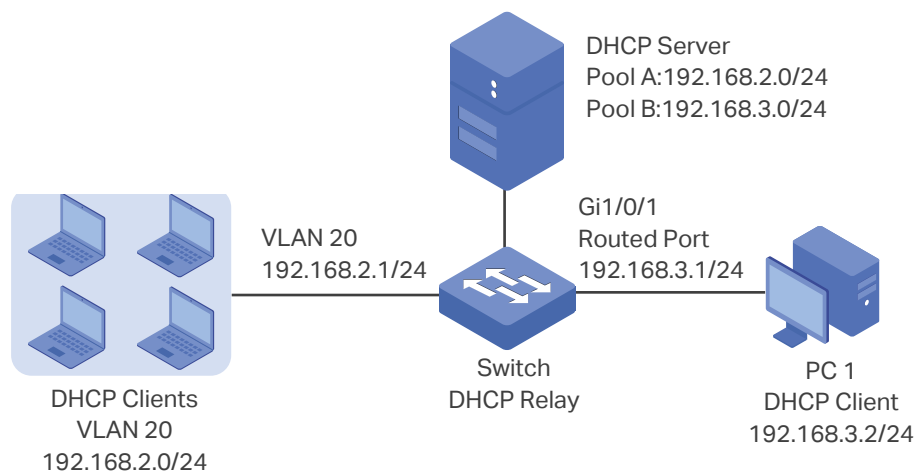 DHCP Server
Pool A:192.168.2.0/24
Pool B:192.168.3.0/24
Gi1/0/1
Routed Port
192.168.3.1/24
VLAN 20
192.168.2.1/24
Switch
DHCP Relay
PC 1
DHCP Client
192.168.3.2/24
DHCP Clients
VLAN 20
192.168.2.0/24